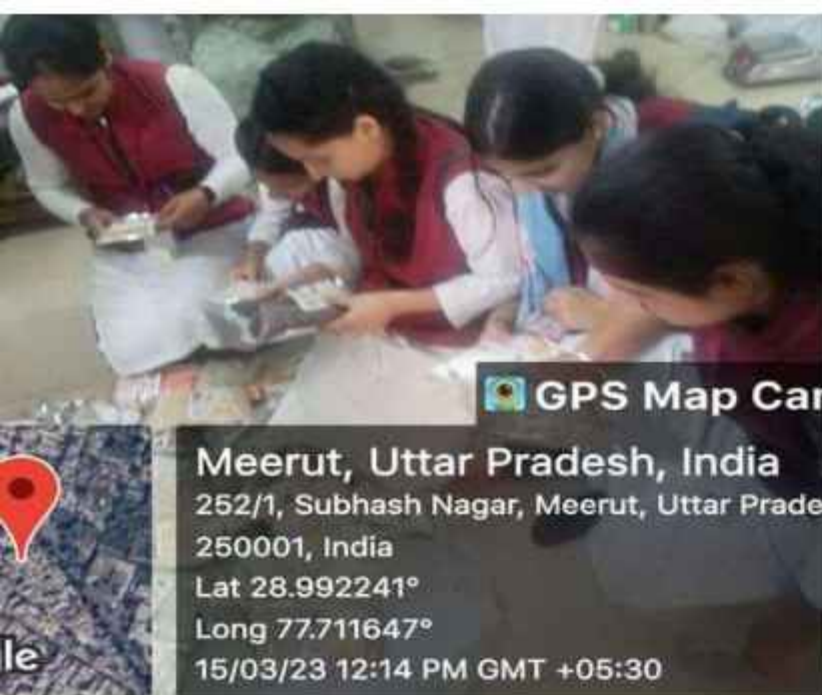 GPS Map Cam
Meerut, Uttar Pradesh, India
252/1, Subhash Nagar, Meerut, Uttar Prade
250001, India
Lat 28.992241°
Long 77.711647°
15/03/23 12:14 PM GMT +05:30
le